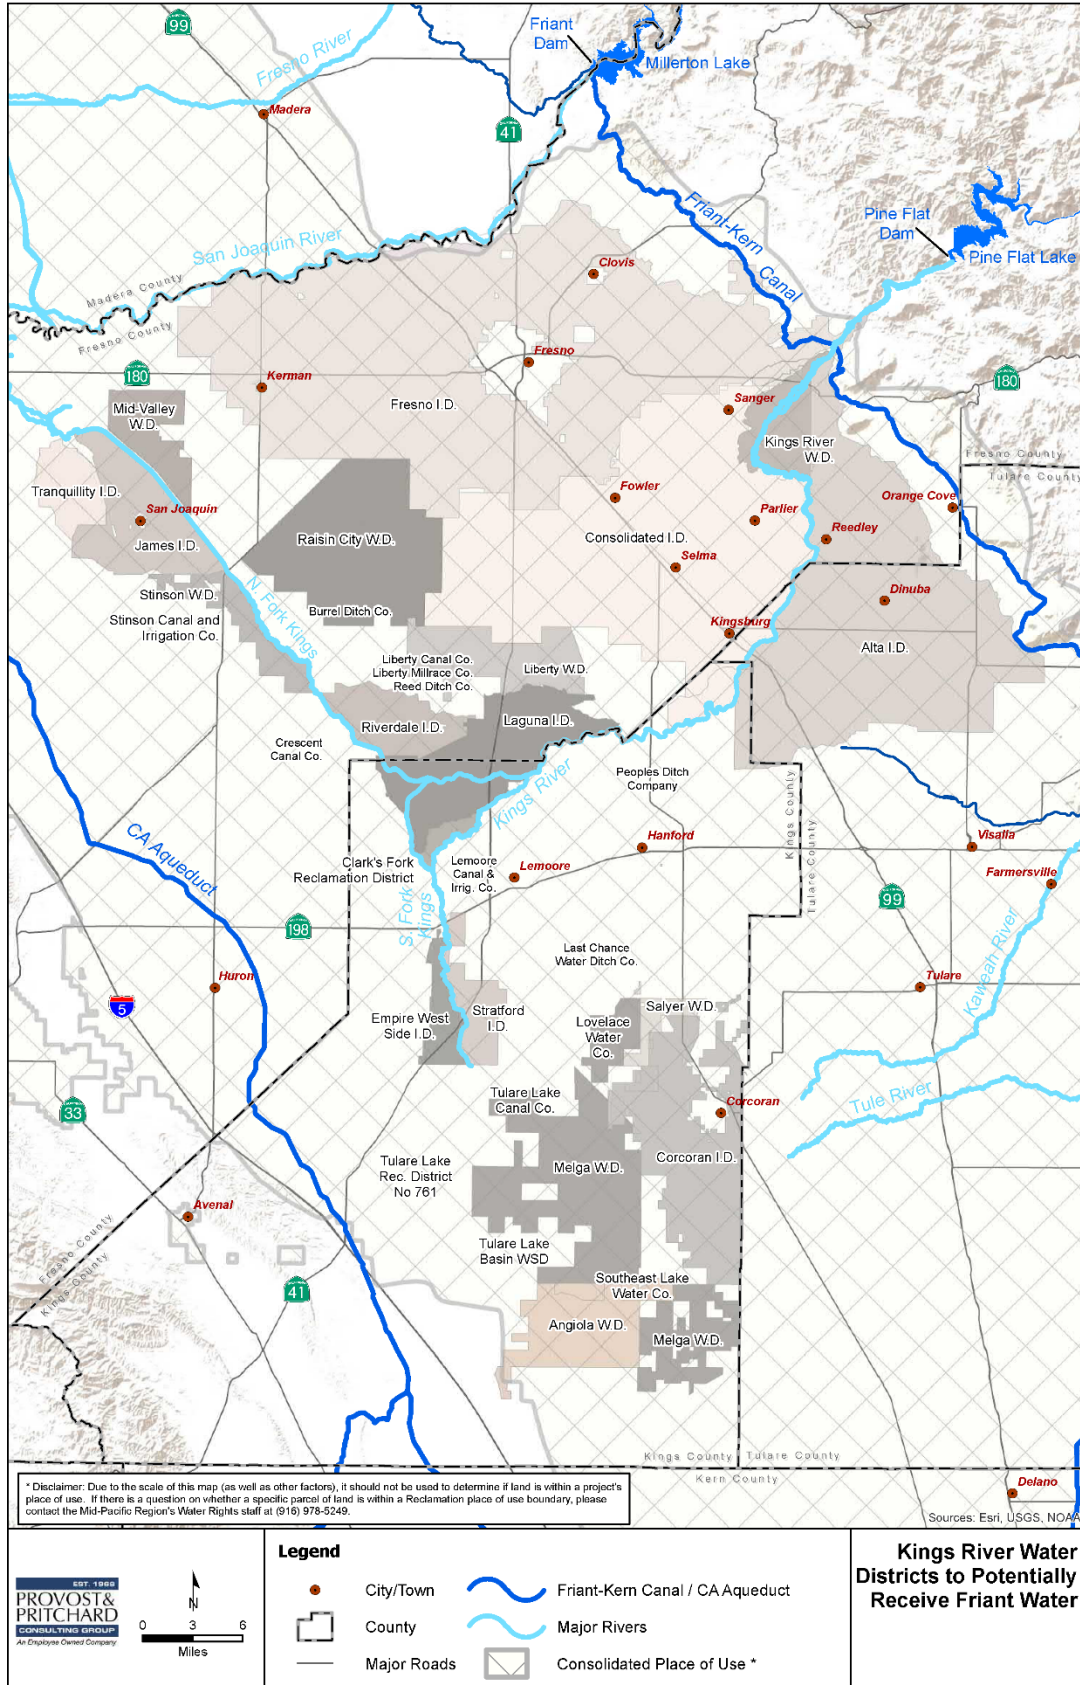 99
Fresno River
Madera
Friant
Dam
Millerton Lake
41
Friant-Kern Canal
Pine Flat
Dam
Pine Flat Lake
San Joaquin River
Madera County
Fresno County
Clovis
Fresno
180
Kerman
Fresno I.D.
180
Mid-Valley
W.D.
Sanger
Kings River
W.D.
Fresno County
Tulare County
Tranquillity I.D.
San Joaquin
James I.D.
Raisin City W.D.
Fowler
Consolidated I.D.
Parlier
Orange Cove
Reedley
Selma
Stinson W.D.
Stinson Canal and
Irrigation Co.
N. Fork Kings
Burrel Ditch Co.
Dinuba
Kingsburg
Alta I.D.
Liberty Canal Co.
Liberty Millrace Co.
Reed Ditch Co.
Liberty W.D.
Riverdale I.D.
Laguna I.D.
Crescent
Canal Co.
Kings River
Peoples Ditch
Company
Kings County
Tulare County
CA Aqueduct
Hanford
Visalla
Clark's Fork
Reclamation District
Lemoore
Canal &
Irrig. Co.
Lemoore
Farmersville
S. Fork
Kings
99
198
Kaweah River
Last Chance
Water Ditch Co.
Huron
Tulare
5
Empire West
Side I.D.
Stratford
I.D.
Salyer W.D.
Lovelace
Water
Co.
33
Tulare Lake
Canal Co.
Corcoran
Tule River
Tulare Lake
Rec. District
No 761
Melga W.D.
Corcoran I.D.
Avenal
Fresno County
Kings County
Tulare Lake
Basin WSD
41
Southeast Lake
Water Co.
Angiola W.D.
Melga W.D.
Kings County
Tulare County
Kern County
Delano
* Disclaimer: Due to the scale of this map (as well as other factors), it should not be used to determine if land is within a project's
place of use. If there is a question on whether a specific parcel of land is within a Reclamation place of use boundary, please
contact the Mid-Pacific Region's Water Rights staff at (916) 978-5249.
Sources: Esri, USGS, NOAA
EST. 1968
PROVOST&
PRITCHARD
CONSULTING GROUP
An Employee Owned Company
N
0 3 6
Miles
Legend
City/Town
County
Major Roads
Friant-Kern Canal / CA Aqueduct
Major Rivers
Consolidated Place of Use *
Kings River Water
Districts to Potentially
Receive Friant Water